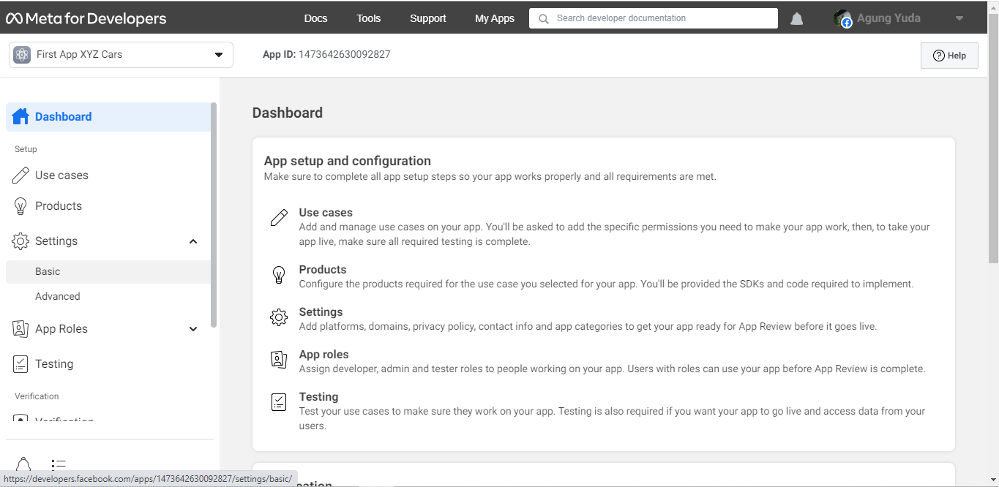 Meta for Developers
Docs
Tools
Support
My Apps
Search developer documentation
Agung Yuda
First App XYZ Cars
App ID: 1473642630092827
Help
Dashboard
Setup
Use cases
Products
Settings
Basic
Advanced
App Roles
Testing
Verification
Verification
Dashboard
App setup and configuration
Make sure to complete all app setup steps so your app works properly and all requirements are met.
Use cases
Add and manage use cases on your app. You'll be asked to add the specific permissions you need to make your app work, then, to take your
app live, make sure all required testing is complete.
Products
Configure the products required for the use case you selected for your app. You'll be provided the SDKs and code required to implement.
Settings
Add platforms, domains, privacy policy, contact info and app categories to get your app ready for App Review before it goes live.
App roles
Assign developer, admin and tester roles to people working on your app. Users with roles can use your app before App Review is complete.
Testing
Test your use cases to make sure they work on your app. Testing is also required if you want your app to go live and access data from your
users.
https://developers.facebook.com/apps/1473642630092827/settings/basic/